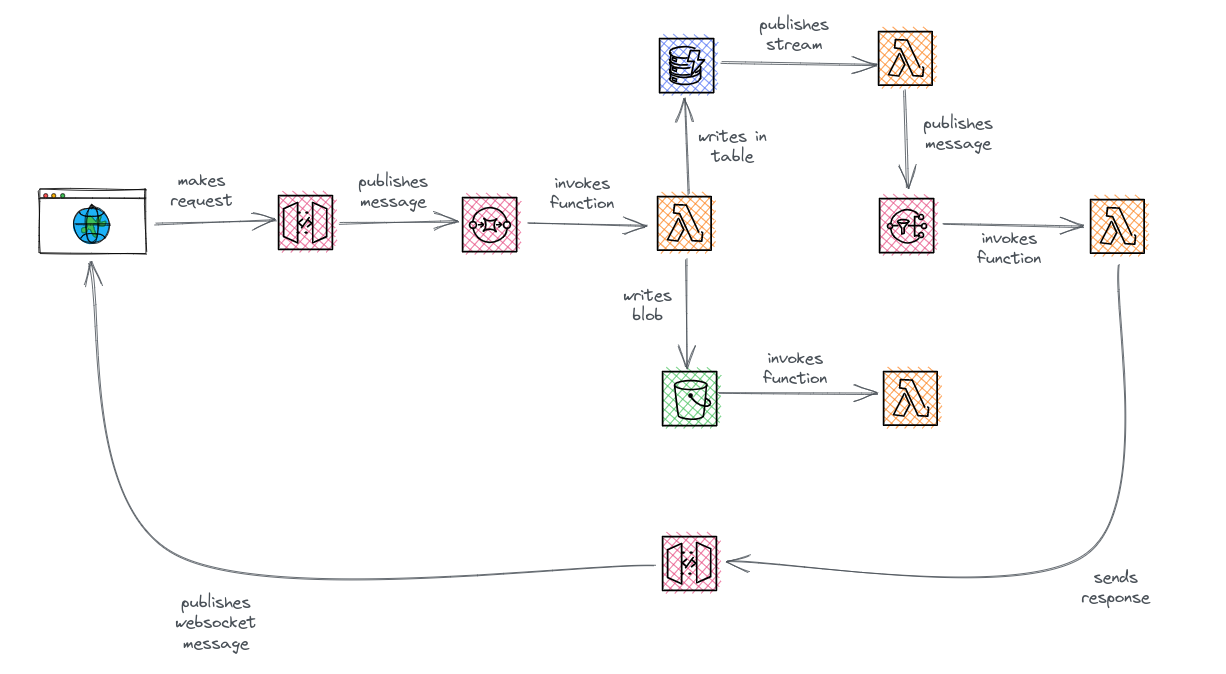 publishes
stream
publishes
message
writes in
table
makes
request
publishes
message
invokes
function
invokes
function
writes
blob
invokes
function
sends
response
publishes
websocket
message